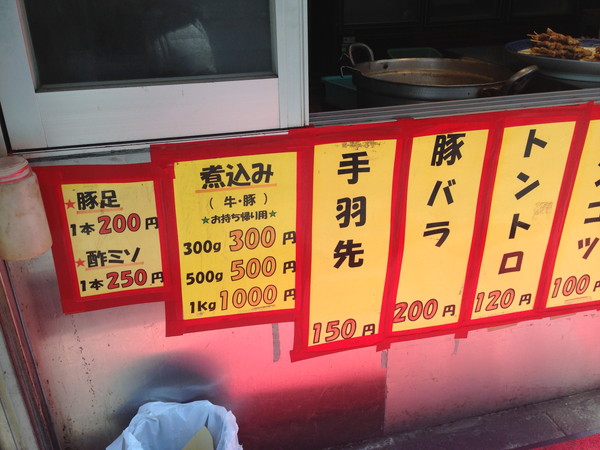 ★豚足
1本200円
★酢ミソ
1本250円
煮込み
(牛・豚)
★お持ち帰り用★
300g 300円
500g 500円
1kg 1000円
手羽先
150円
豚バラ
200円
トントロ
120円
100円